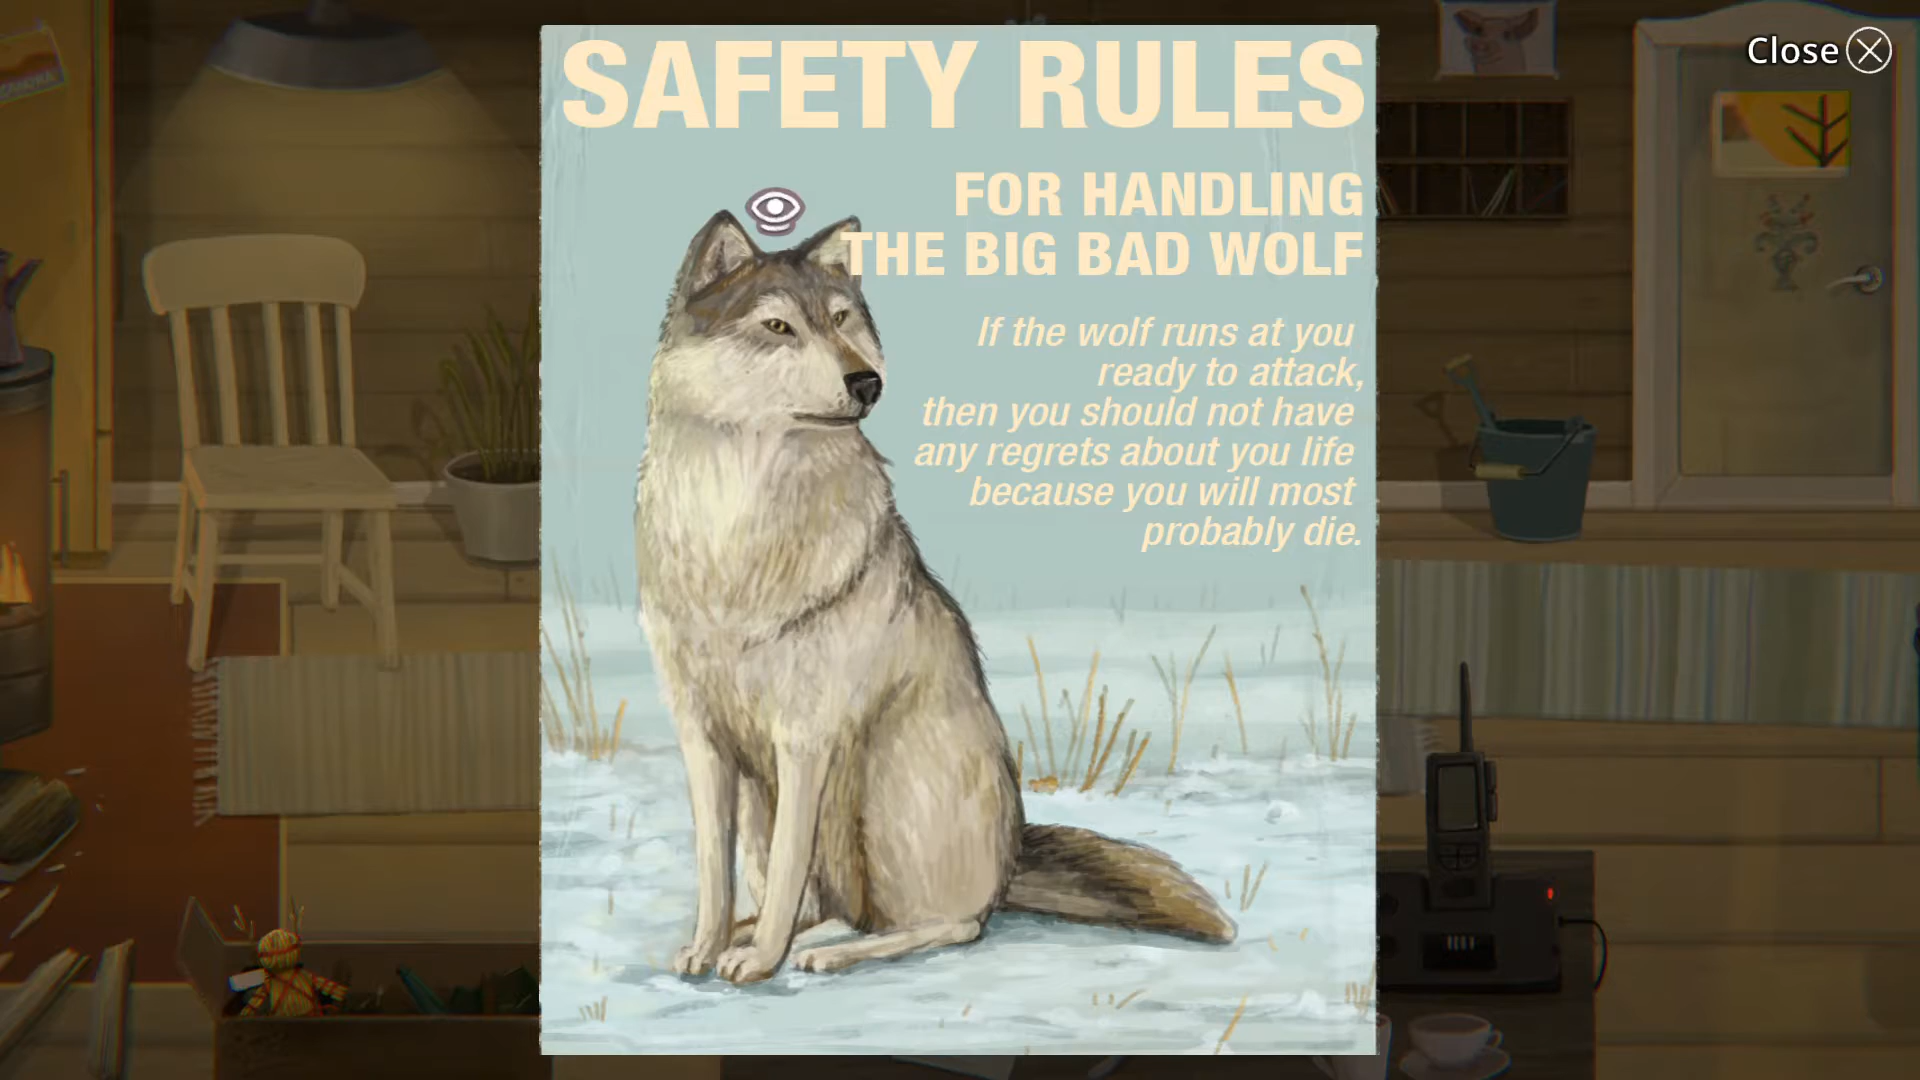 SAFETY RULES
Close
FOR HANDLING
THE BIG BAD WOLF
If the wolf runs at you
ready to attack,
then you should not have
any regrets about you life
because you will most
probably die.